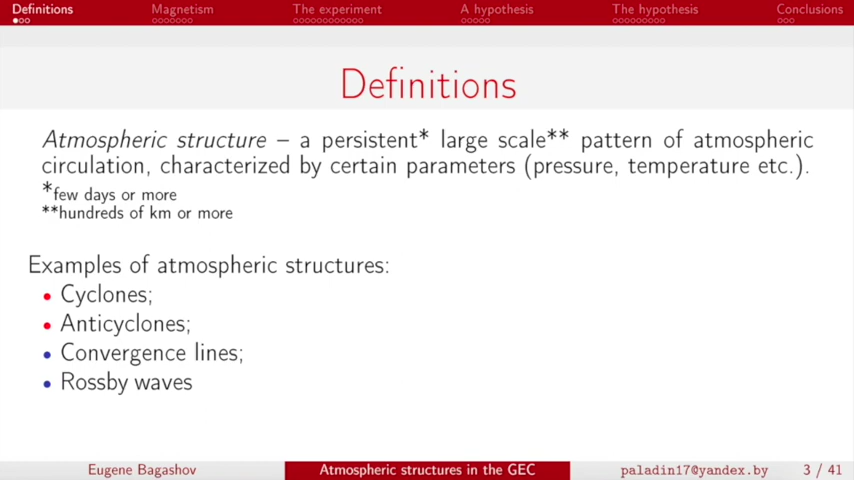 Definitions Magnetism The experiment A hypothesis The hypothesis Conclusions
Definitions
Atmospheric structure – a persistent* large scale** pattern of atmospheric
circulation, characterized by certain parameters (pressure, temperature etc.).
*few days or more
**hundreds of km or more
Examples of atmospheric structures:
• Cyclones;
• Anticyclones;
• Convergence lines;
• Rossby waves
Eugene Bagashov Atmospheric structures in the GEC paladin17@yandex.by 3 / 41